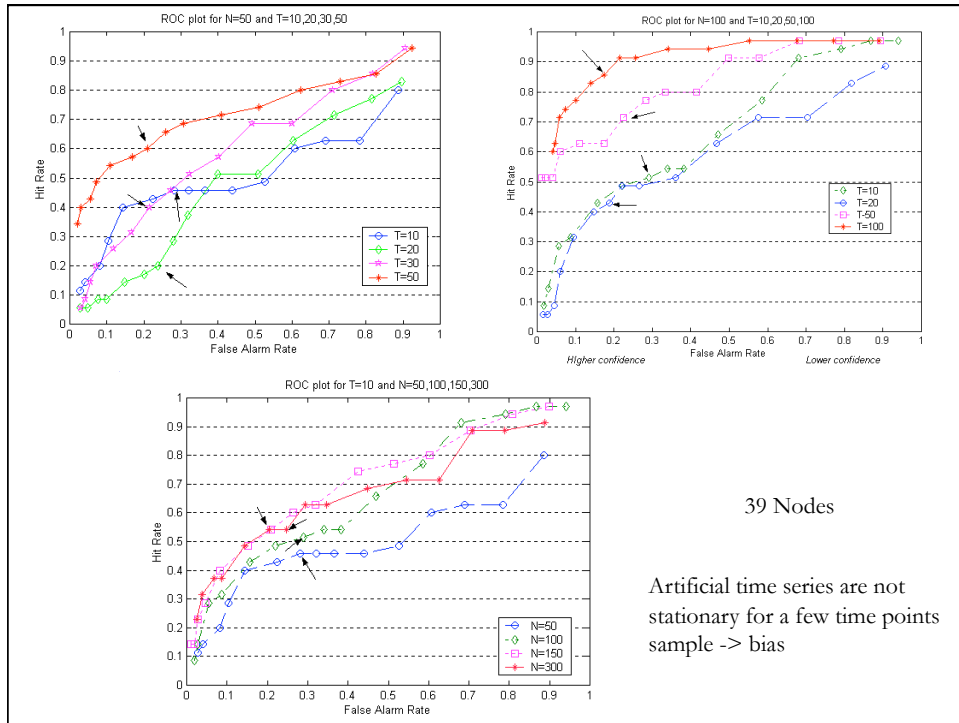 ROC plot for N=50 and T=10,20,30,50
1
0.9
0.8
0.7
0.6
0.5
0.4
0.3
0.2
0.1
0
Hit Rate
0 0.1 0.2 0.3 0.4 0.5 0.6 0.7 0.8 0.9 1
False Alarm Rate
T=10
T=20
T=30
T=50
ROC plot for N=100 and T=10,20,50,100
1
0.9
0.8
0.7
0.6
0.5
0.4
0.3
0.2
0.1
0
Hit Rate
0 0.1 0.2 0.3 0.4 0.5 0.6 0.7 0.8 0.9 1
False Alarm Rate
HIgher confidence
Lower confidence
T=10
T=20
T-50
T=100
ROC plot for T=10 and N=50,100,150,300
1
0.9
0.8
0.7
0.6
0.5
0.4
0.3
0.2
0.1
0
Hit Rate
0 0.1 0.2 0.3 0.4 0.5 0.6 0.7 0.8 0.9 1
False Alarm Rate
N=50
N=100
N=150
N=300
39 Nodes
Artificial time series are not
stationary for a few time points
sample -> bias